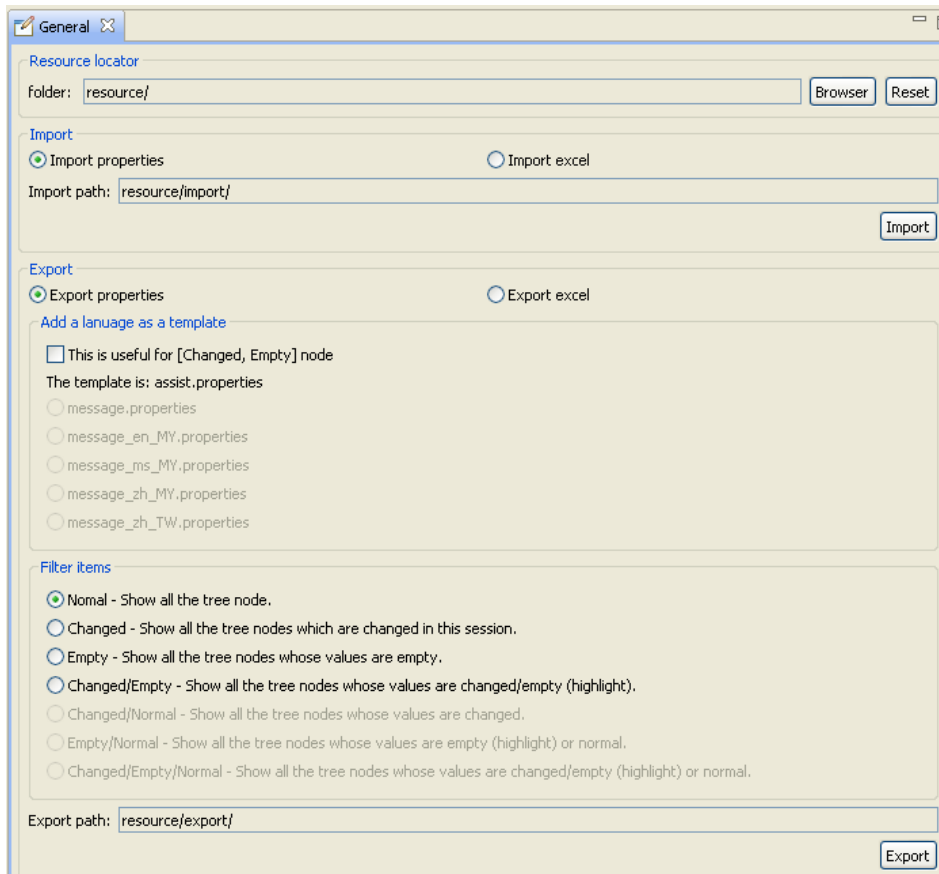 General
Resource locator
folder: resource/ Browser Reset
Import
Import properties Import excel
Import path: resource/import/
Import
Export
Export properties Export excel
Add a lanuage as a template
This is useful for [Changed, Empty] node
The template is: assist.properties
message.properties
message_en_MY.properties
message_ms_MY.properties
message_zh_MY.properties
message_zh_TW.properties
Filter items
Nomal - Show all the tree node.
Changed - Show all the tree nodes which are changed in this session.
Empty - Show all the tree nodes whose values are empty.
Changed/Empty - Show all the tree nodes whose values are changed/empty (highlight).
Changed/Normal - Show all the tree nodes whose values are changed.
Empty/Normal - Show all the tree nodes whose values are empty (highlight) or normal.
Changed/Empty/Normal - Show all the tree nodes whose values are changed/empty (highlight) or normal.
Export path: resource/export/
Export